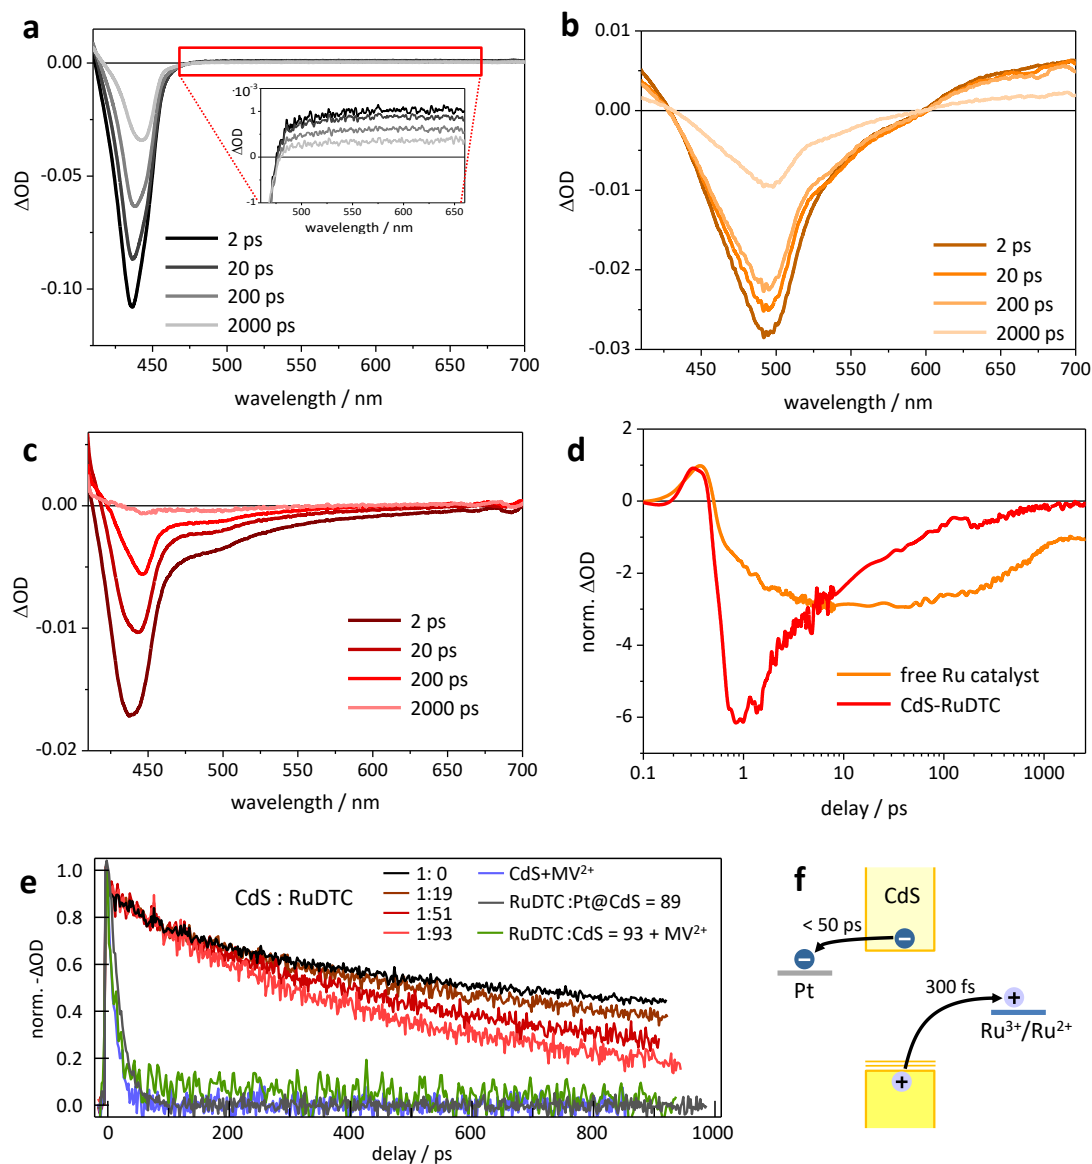 a
0.00
-0.05
-0.10
ΔOD
·10⁻³
1
0
-1
ΔOD
500 550 600 650
wavelength / nm
2 ps
20 ps
200 ps
2000 ps
450 500 550 600 650 700
wavelength / nm
b
0.01
0.00
-0.01
-0.02
-0.03
ΔOD
2 ps
20 ps
200 ps
2000 ps
450 500 550 600 650 700
wavelength / nm
c
0.00
-0.01
-0.02
ΔOD
2 ps
20 ps
200 ps
2000 ps
450 500 550 600 650 700
wavelength / nm
d
2
0
-2
-4
-6
norm. ΔOD
free Ru catalyst
CdS-RuDTC
0.1 1 10 100 1000
delay / ps
e
1.0
0.8
0.6
0.4
0.2
0.0
norm. -ΔOD
CdS : RuDTC
1: 0
1:19
1:51
1:93
CdS+MV²⁺
RuDTC :Pt@CdS = 89
RuDTC :CdS = 93 + MV²⁺
0 200 400 600 800 1000
delay / ps
f
CdS
< 50 ps
−
−
Pt
300 fs
+
Ru³⁺/Ru²⁺
+